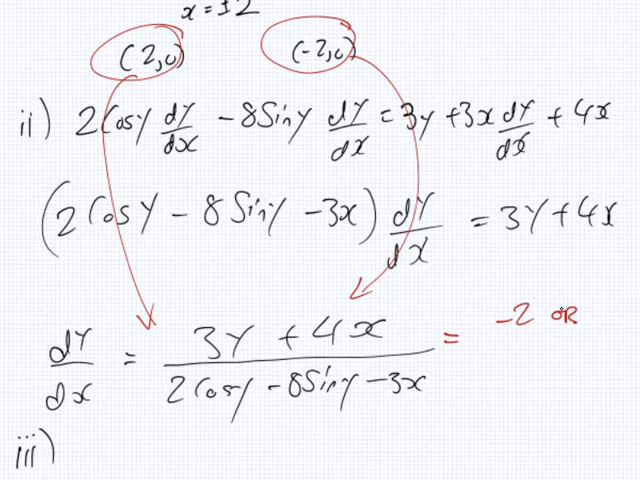 x = ±2
(2,0) (-2,0)
ii) 2Cosy dy/dx - 8Siny dy/dx = 3y + 3x dy/dx + 4x
(2Cosy - 8Siny - 3x) dy/dx = 3y + 4x
dy/dx = (3y + 4x)/(2Cosy - 8Siny - 3x) = -2 OR
iii)